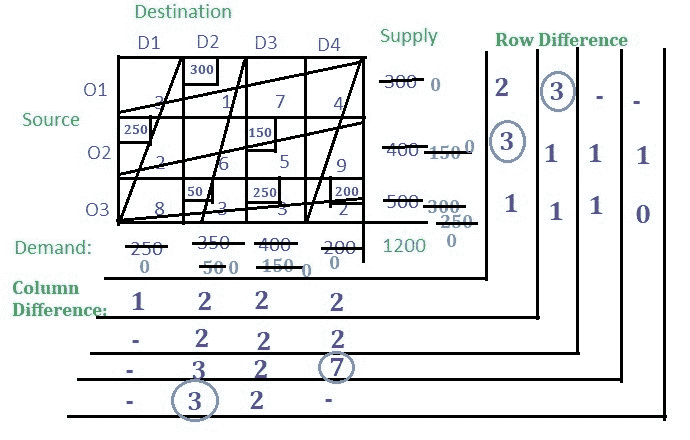 Destination
D1 D2 D3 D4 Supply Row Difference
300
O1 3 1 7 4 300 0 2 3 - -
Source
250 150
O2 2 6 5 9 400 150 0 3 1 1 1
50 250 200
O3 8 3 3 2 500 300 250 0 1 1 1 0
Demand: 250 350 400 200 1200
0 50 0 150 0 0
Column
Difference: 1 2 2 2
- 2 2 2
- 3 2 7
- 3 2 -